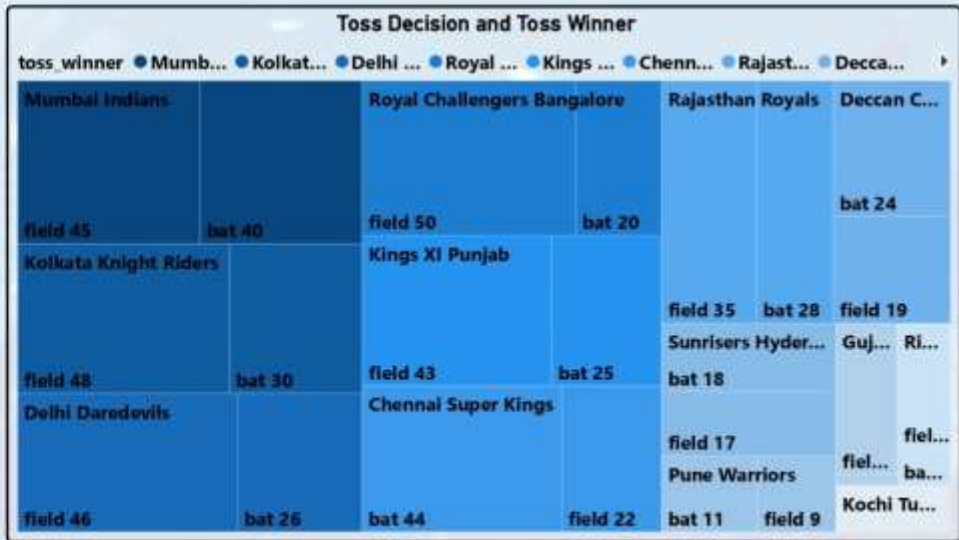 Toss Decision and Toss Winner
toss_winner Mumb... Kolkat... Delhi ... Royal ... Kings ... Chenn... Rajast... Decca...
Mumbai Indians
field 45 bat 40
Kolkata Knight Riders
field 48 bat 30
Delhi Daredevils
field 46 bat 26
Royal Challengers Bangalore
field 50 bat 20
Kings XI Punjab
field 43 bat 25
Chennai Super Kings
bat 44 field 22
Rajasthan Royals
field 35 bat 28
Deccan C...
bat 24
field 19
Sunrisers Hyder...
bat 18
field 17
Pune Warriors
bat 11 field 9
Guj...
fiel...
Ri...
fiel...
ba...
Kochi Tu...